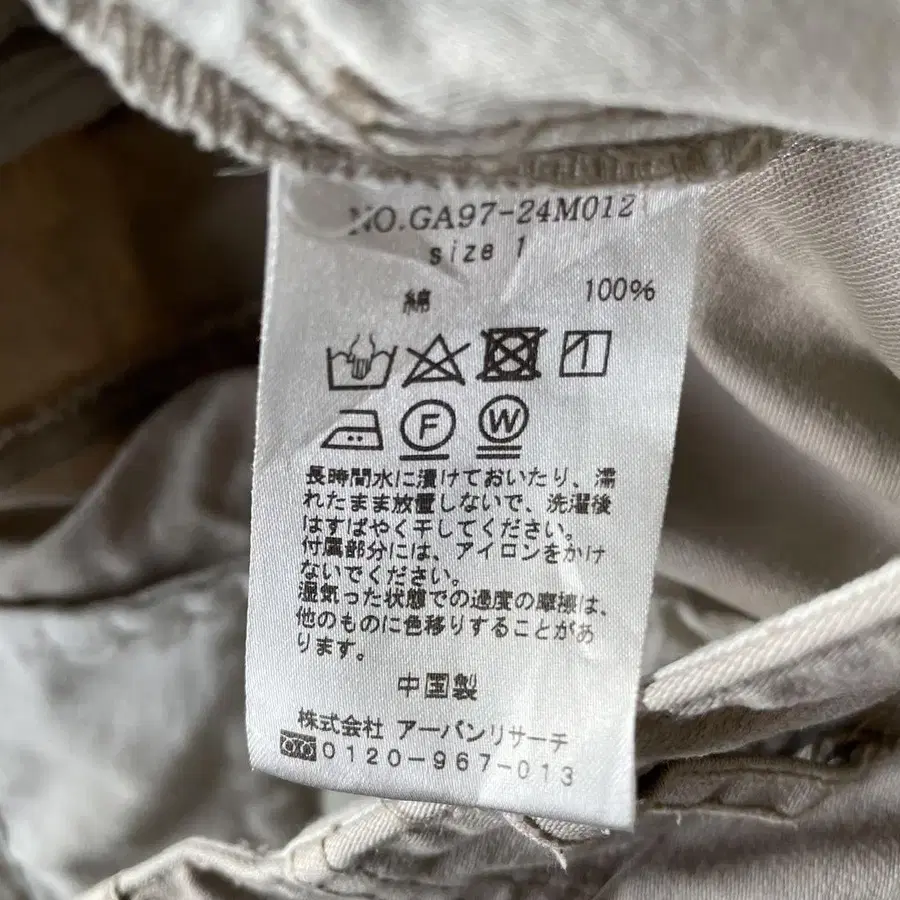 NO.GA97-24M012
size 1
綿 100%
F W
長時間水に漬けておいたり、濡
れたまま放置しないで、洗濯後
はすばやく干してください。
付属部分には、アイロンをかけ
ないでください。
湿気った状態での過度の摩擦は、
他のものに色移りすることがあ
ります。
中国製
株式会社 アーバンリサーチ
0120-967-013